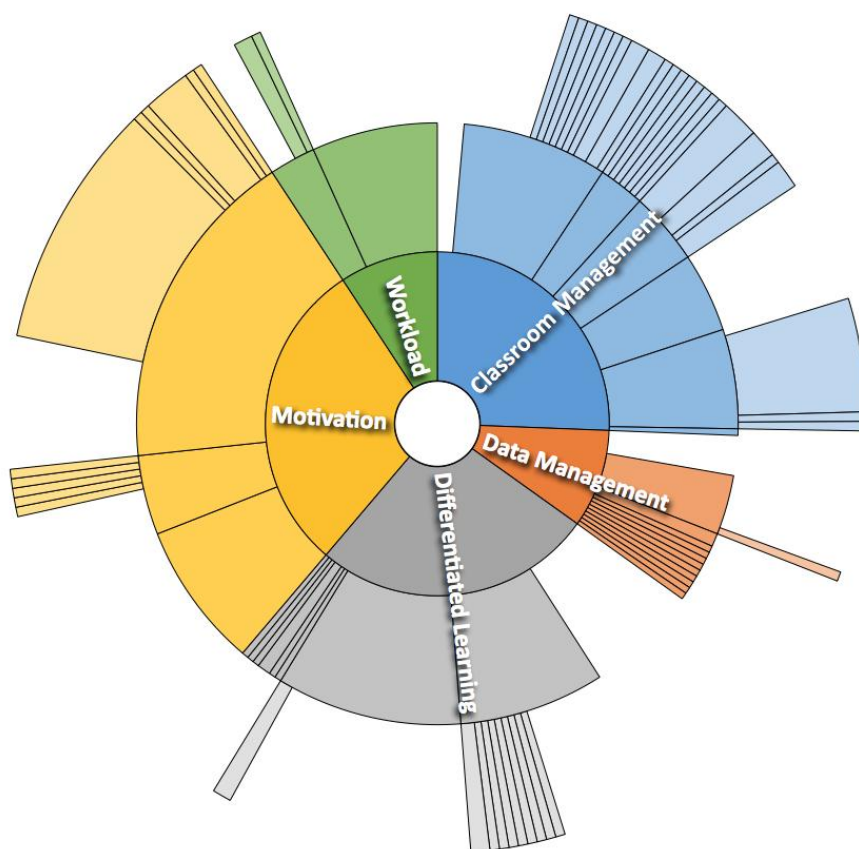 Workload
Classroom Management
Motivation
Data Management
Differentiated Learning